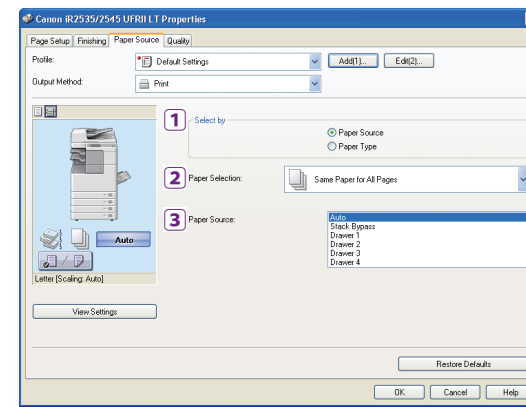 Canon iR2535/2545 UFRII LT Properties
Page Setup Finishing Paper Source Quality
Profile: Default Settings Add(1)... Edit(2)...
Output Method: Print
1 Select by
Paper Source
Paper Type
2 Paper Selection: Same Paper for All Pages
3 Paper Source: Auto
Stack Bypass
Drawer 1
Drawer 2
Drawer 3
Drawer 4
Auto
Letter [Scaling: Auto]
View Settings
Restore Defaults
OK Cancel Help